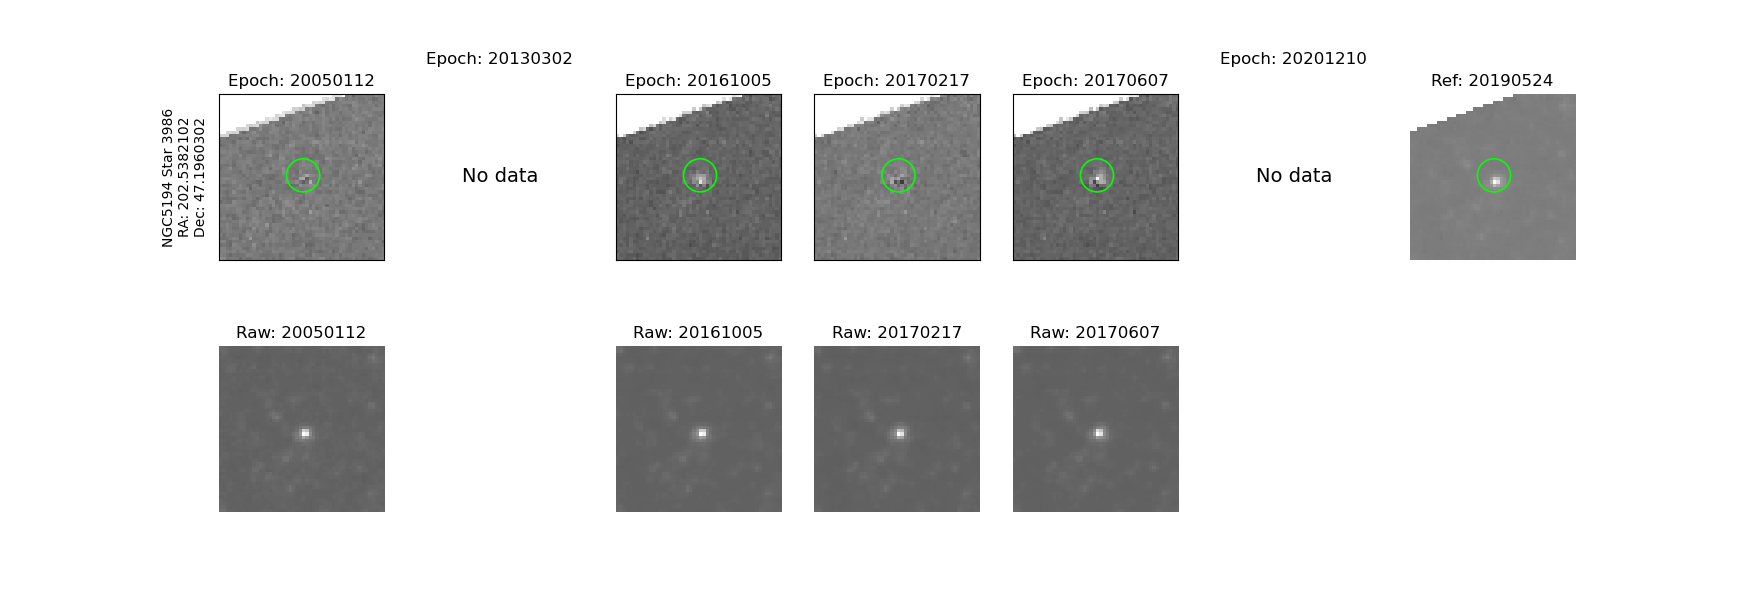 Epoch: 20050112
Epoch: 20130302
Epoch: 20161005
Epoch: 20170217
Epoch: 20170607
Epoch: 20201210
Ref: 20190524
NGC5194 Star 3986
RA: 202.5382102
Dec: 47.1960302
No data
No data
Raw: 20050112
Raw: 20161005
Raw: 20170217
Raw: 20170607